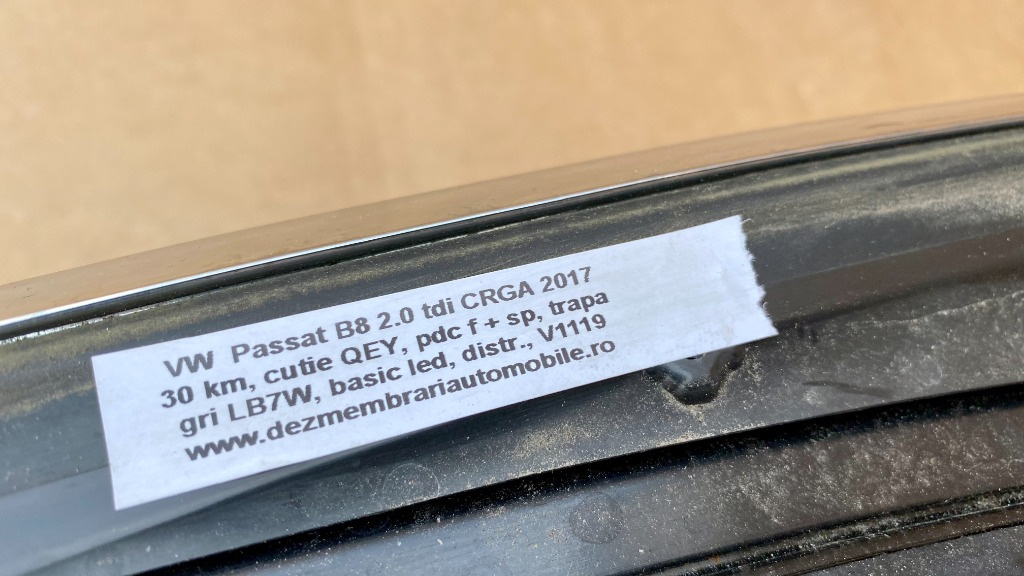 VW Passat B8 2.0 tdi CRGA 2017
30 km, cutie QEY, pdc f + sp, trapa
gri LB7W, basic led, distr., V1119
www.dezmembrariautomobile.ro